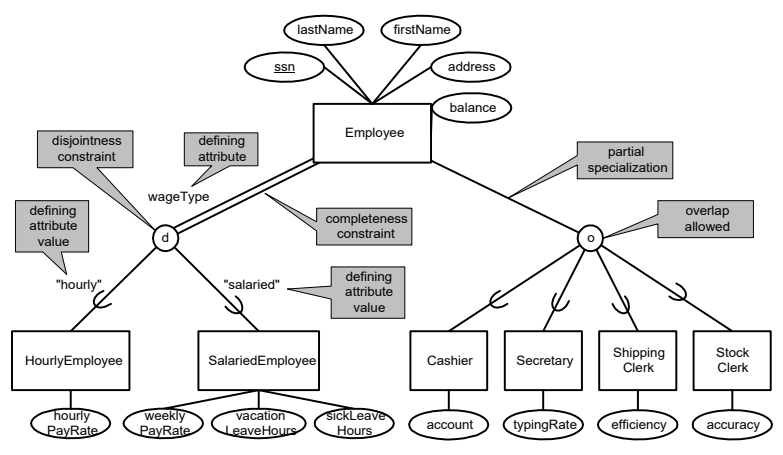 lastName
firstName
ssn
address
balance
Employee
disjointness
constraint
defining
attribute
partial
specialization
wageType
defining
attribute
value
completeness
constraint
overlap
allowed
d
o
"hourly"
"salaried"
defining
attribute
value
HourlyEmployee
SalariedEmployee
Cashier
Secretary
Shipping
Clerk
Stock
Clerk
hourly
PayRate
weekly
PayRate
vacation
LeaveHours
sickLeave
Hours
account
typingRate
efficiency
accuracy